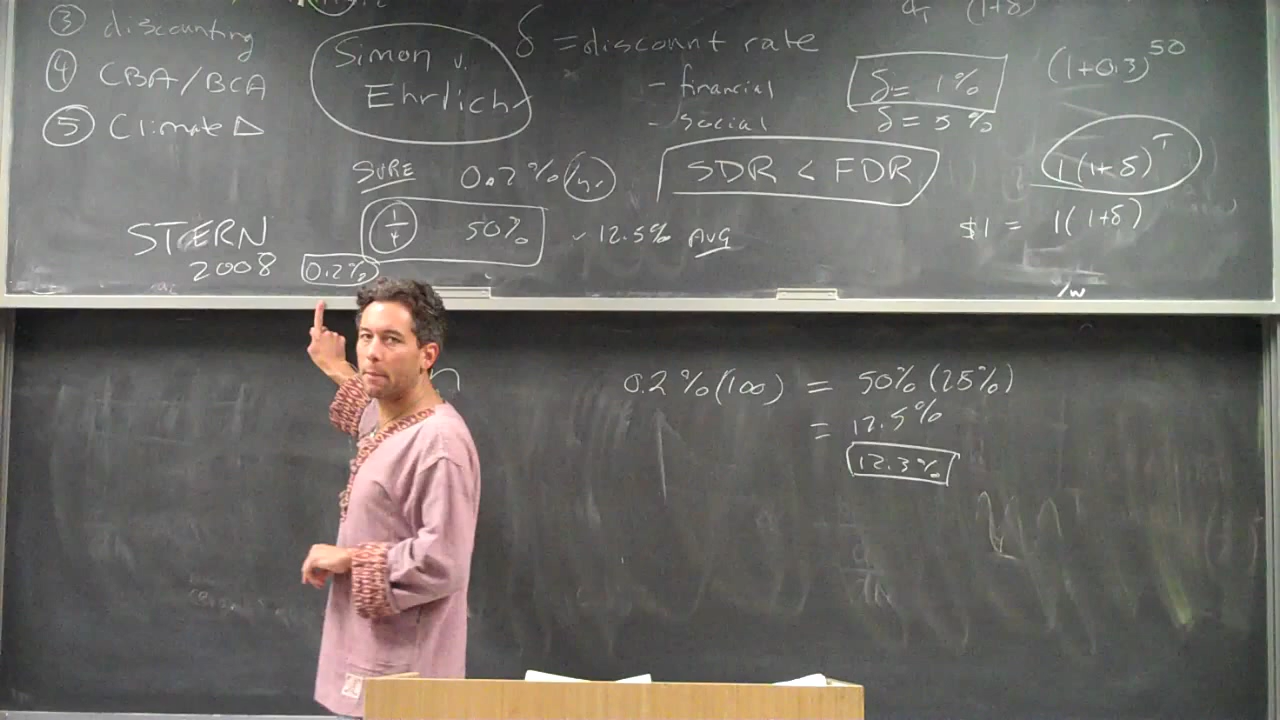 ③ discounting
④ CBA/BCA
⑤ Climate Δ
Simon v.
Ehrlich
δ = discount rate
- financial
- social
(1+δ)
δ = 1%
δ = 5%
(1+0.3)^50
SURE 0.2%/yr.
SDR < FDR
1(1+δ)^T
STERN
2008
0.2%
1/4 50% ~12.5% AVG
$1 = 1(1+δ)
/w
0.2%(100) = 50%(25%)
= 12.5%
12.3%